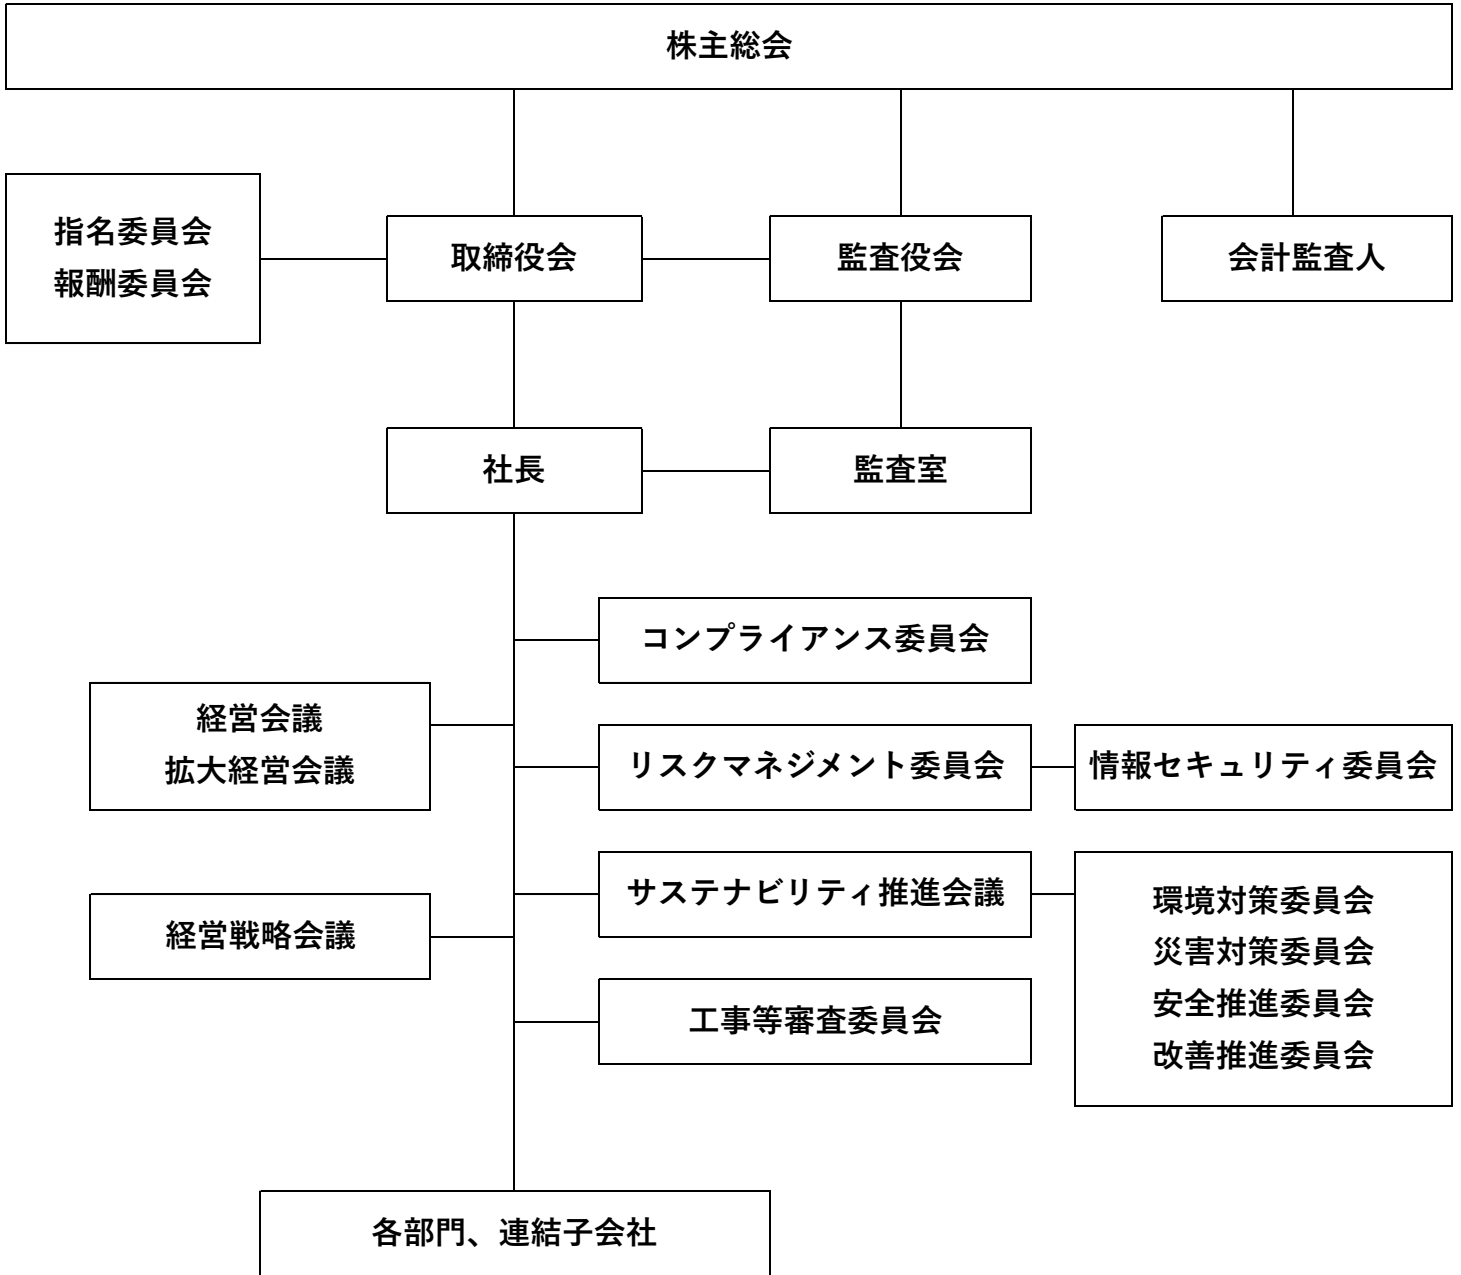 株主総会
指名委員会
報酬委員会
取締役会
監査役会
会計監査人
社長
監査室
コンプライアンス委員会
経営会議
拡大経営会議
リスクマネジメント委員会
情報セキュリティ委員会
サステナビリティ推進会議
経営戦略会議
環境対策委員会
災害対策委員会
安全推進委員会
改善推進委員会
工事等審査委員会
各部門、連結子会社